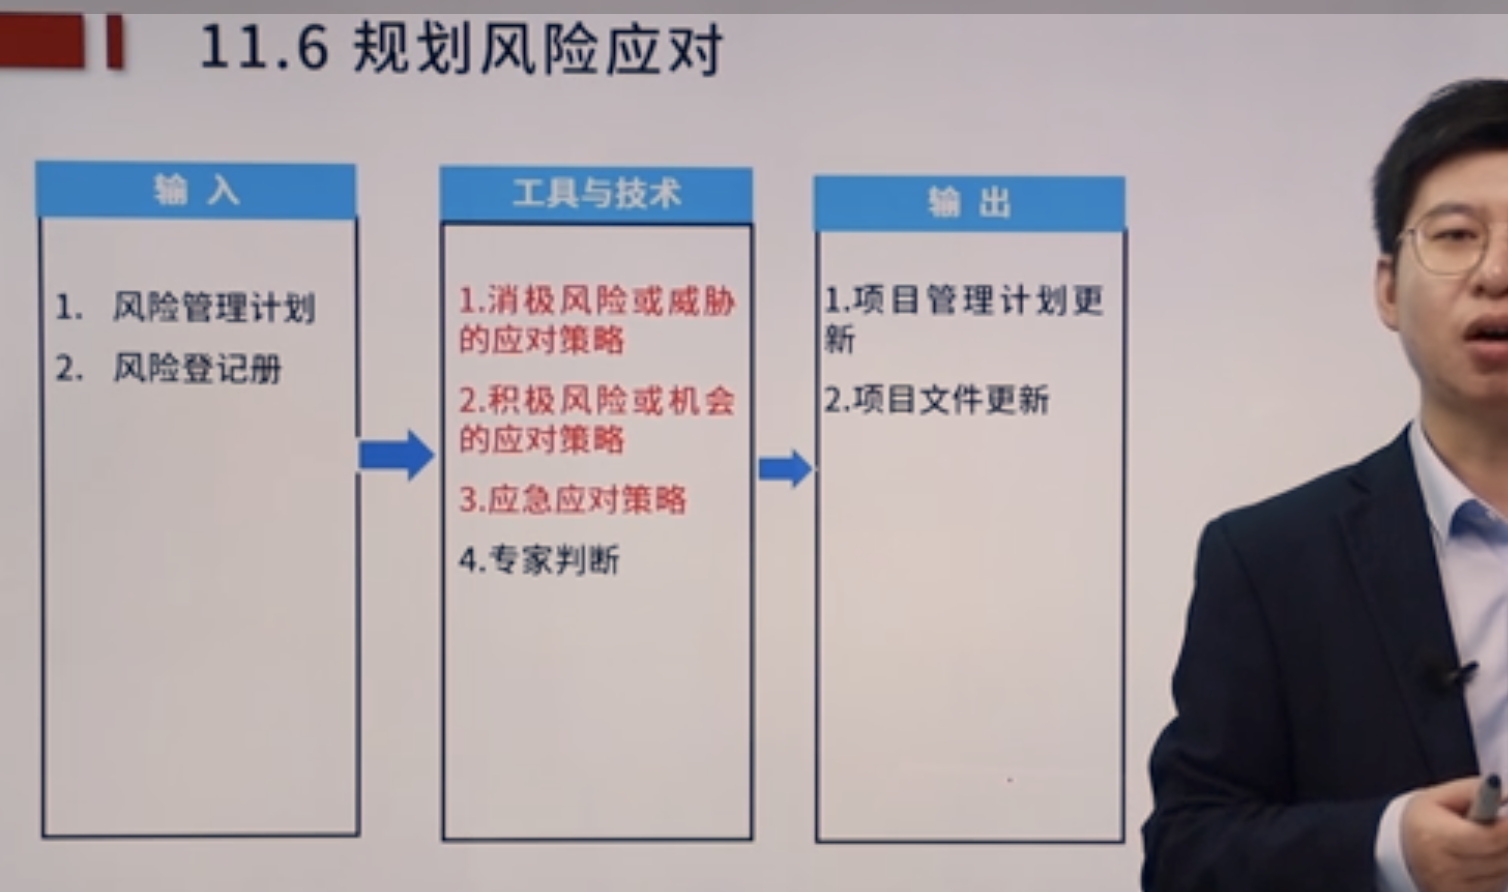 11.6 规划风险应对
输 入
1. 风险管理计划
2. 风险登记册
工具与技术
1.消极风险或威胁
的应对策略
2.积极风险或机会
的应对策略
3.应急应对策略
4.专家判断
输 出
1.项目管理计划更
新
2.项目文件更新